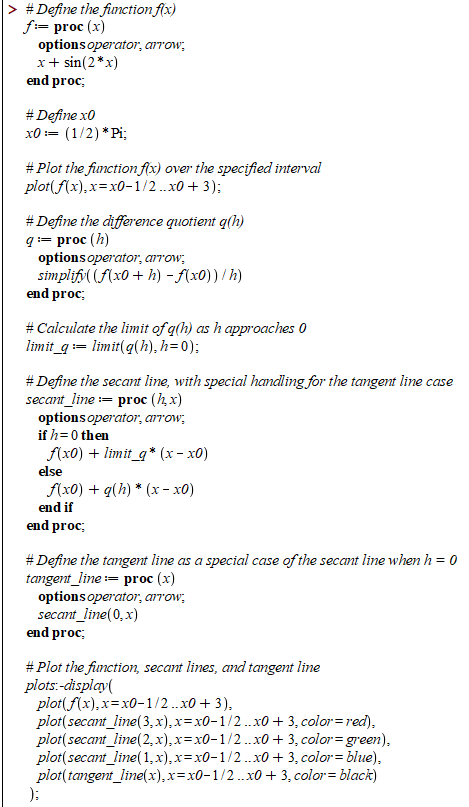 > # Define the function f(x)
f := proc (x)
options operator, arrow;
x + sin(2*x)
end proc;
# Define x0
x0 := (1/2)*Pi;
# Plot the function f(x) over the specified interval
plot(f(x), x = x0-1/2 .. x0 + 3);
# Define the difference quotient q(h)
q := proc (h)
options operator, arrow;
simplify((f(x0 + h) - f(x0)) / h)
end proc;
# Calculate the limit of q(h) as h approaches 0
limit_q := limit(q(h), h = 0);
# Define the secant line, with special handling for the tangent line case
secant_line := proc (h, x)
options operator, arrow;
if h = 0 then
f(x0) + limit_q * (x - x0)
else
f(x0) + q(h) * (x - x0)
end if
end proc;
# Define the tangent line as a special case of the secant line when h = 0
tangent_line := proc (x)
options operator, arrow;
secant_line(0, x)
end proc;
# Plot the function, secant lines, and tangent line
plots:-display(
plot(f(x), x = x0-1/2 .. x0 + 3),
plot(secant_line(3, x), x = x0-1/2 .. x0 + 3, color = red),
plot(secant_line(2, x), x = x0-1/2 .. x0 + 3, color = green),
plot(secant_line(1, x), x = x0-1/2 .. x0 + 3, color = blue),
plot(tangent_line(x), x = x0-1/2 .. x0 + 3, color = black)
);